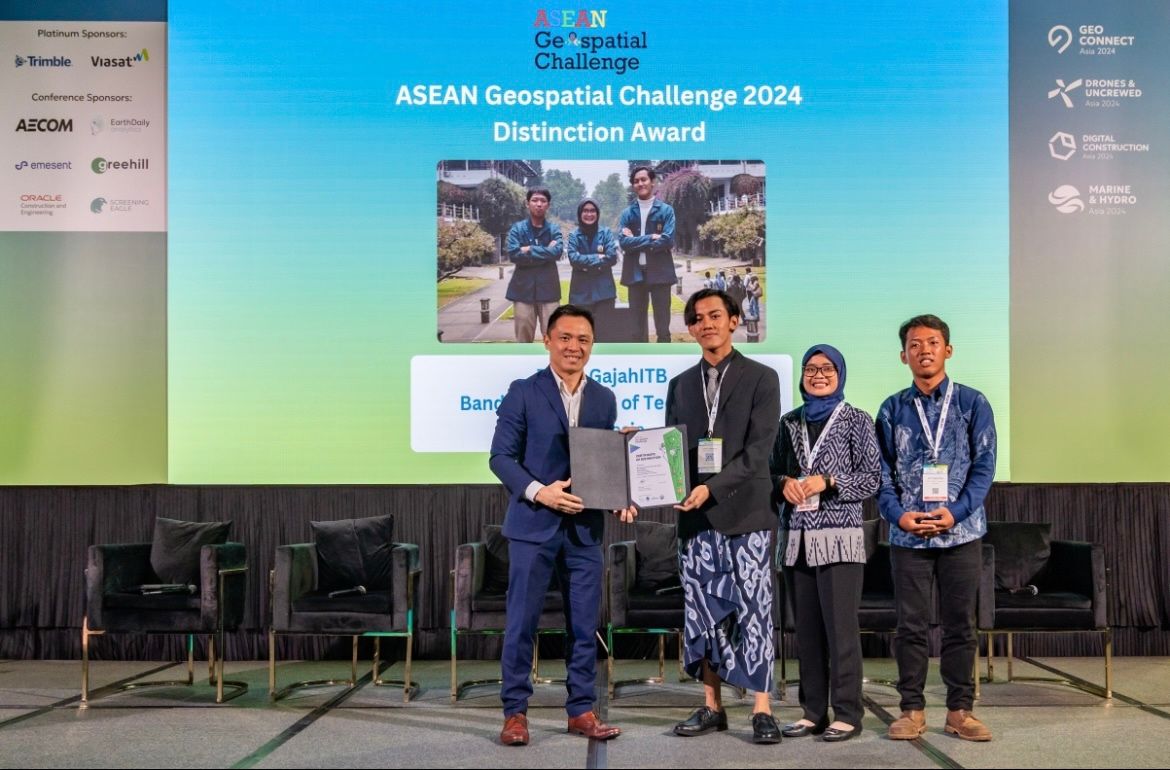 Platinum Sponsors:
Trimble
Viasat
Conference Sponsors:
AECOM
EarthDaily
emesent
greehill
ORACLE
Construction and
Engineering
SCREENING
EAGLE
ASEAN
Geospatial
Challenge
ASEAN Geospatial Challenge 2024
Distinction Award
GajahITB
Band
of Te
GEO
CONNECT
Asia 2024
DRONES &
UNCREWED
Asia 2024
DIGITAL
CONSTRUCTION
Asia 2024
MARINE
& HYDRO
Asia 2024